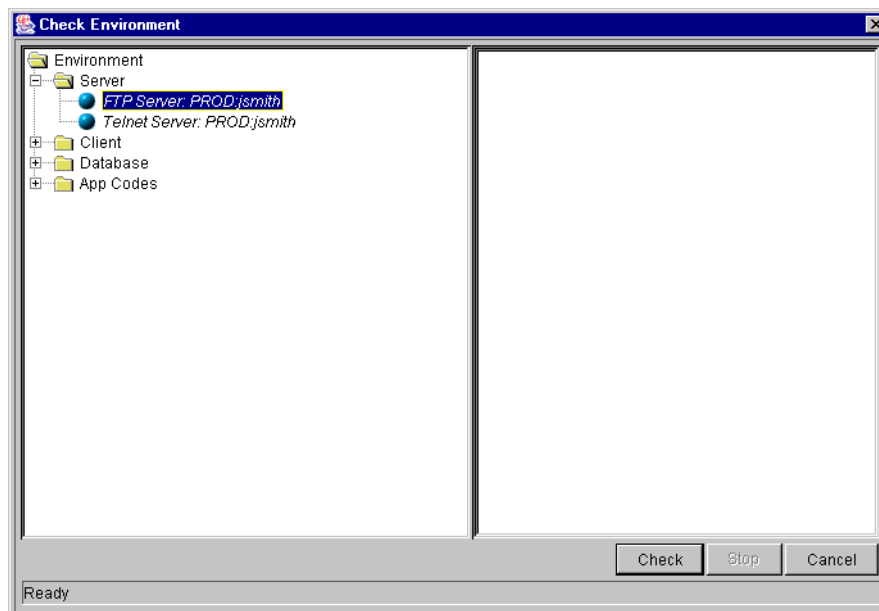 Check Environment
Environment
Server
FTP Server: PROD:jsmith
Telnet Server: PROD:jsmith
Client
Database
App Codes
Check Stop Cancel
Ready